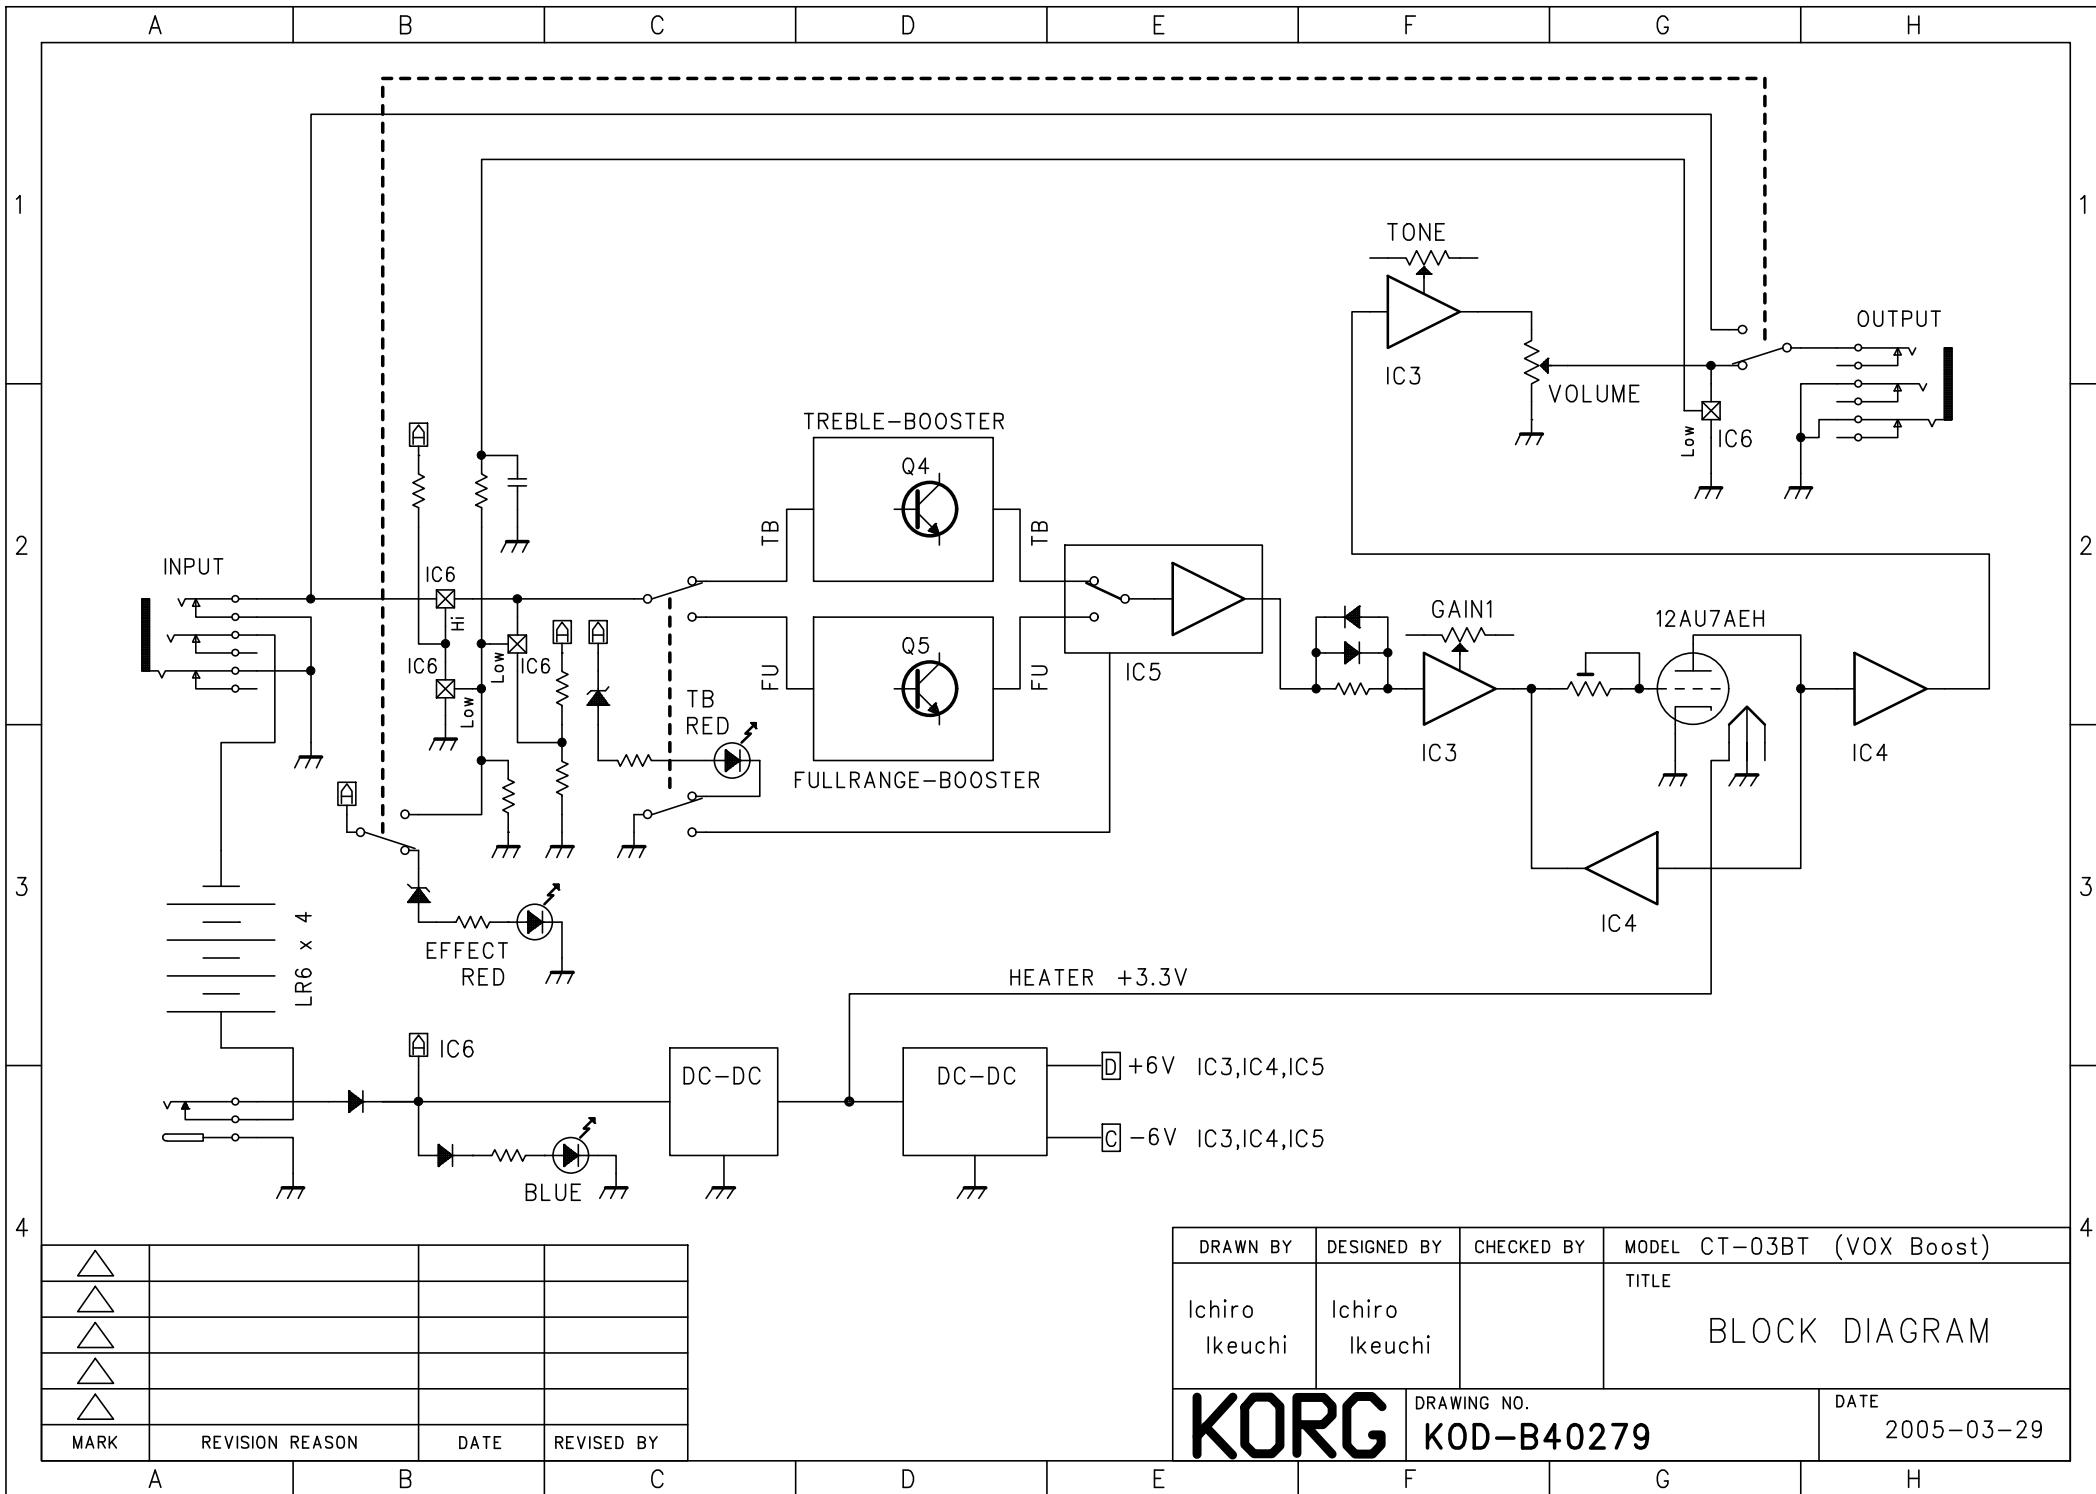 A B C D E F G H
1 1
TONE
OUTPUT
IC3
VOLUME
TREBLE-BOOSTER
A
Low
IC6
Q4
TB
TB
2 2
INPUT
IC6
Hi
A
A
GAIN1
12AU7AEH
IC6
Low
IC6
Q5
FU
FU
IC5
Low
TB
RED
IC3
IC4
A
FULLRANGE-BOOSTER
3 3
LR6 x 4
EFFECT
RED
IC4
HEATER +3.3V
A IC6
DC-DC
DC-DC
D +6V IC3,IC4,IC5
C -6V IC3,IC4,IC5
BLUE
4 4
DRAWN BY DESIGNED BY CHECKED BY MODEL CT-03BT (VOX Boost)
TITLE
Ichiro Ichiro
Ikeuchi Ikeuchi
BLOCK DIAGRAM
KORG
DRAWING NO.
KOD-B40279
DATE
2005-03-29
MARK REVISION REASON DATE REVISED BY
A B C D E F G H